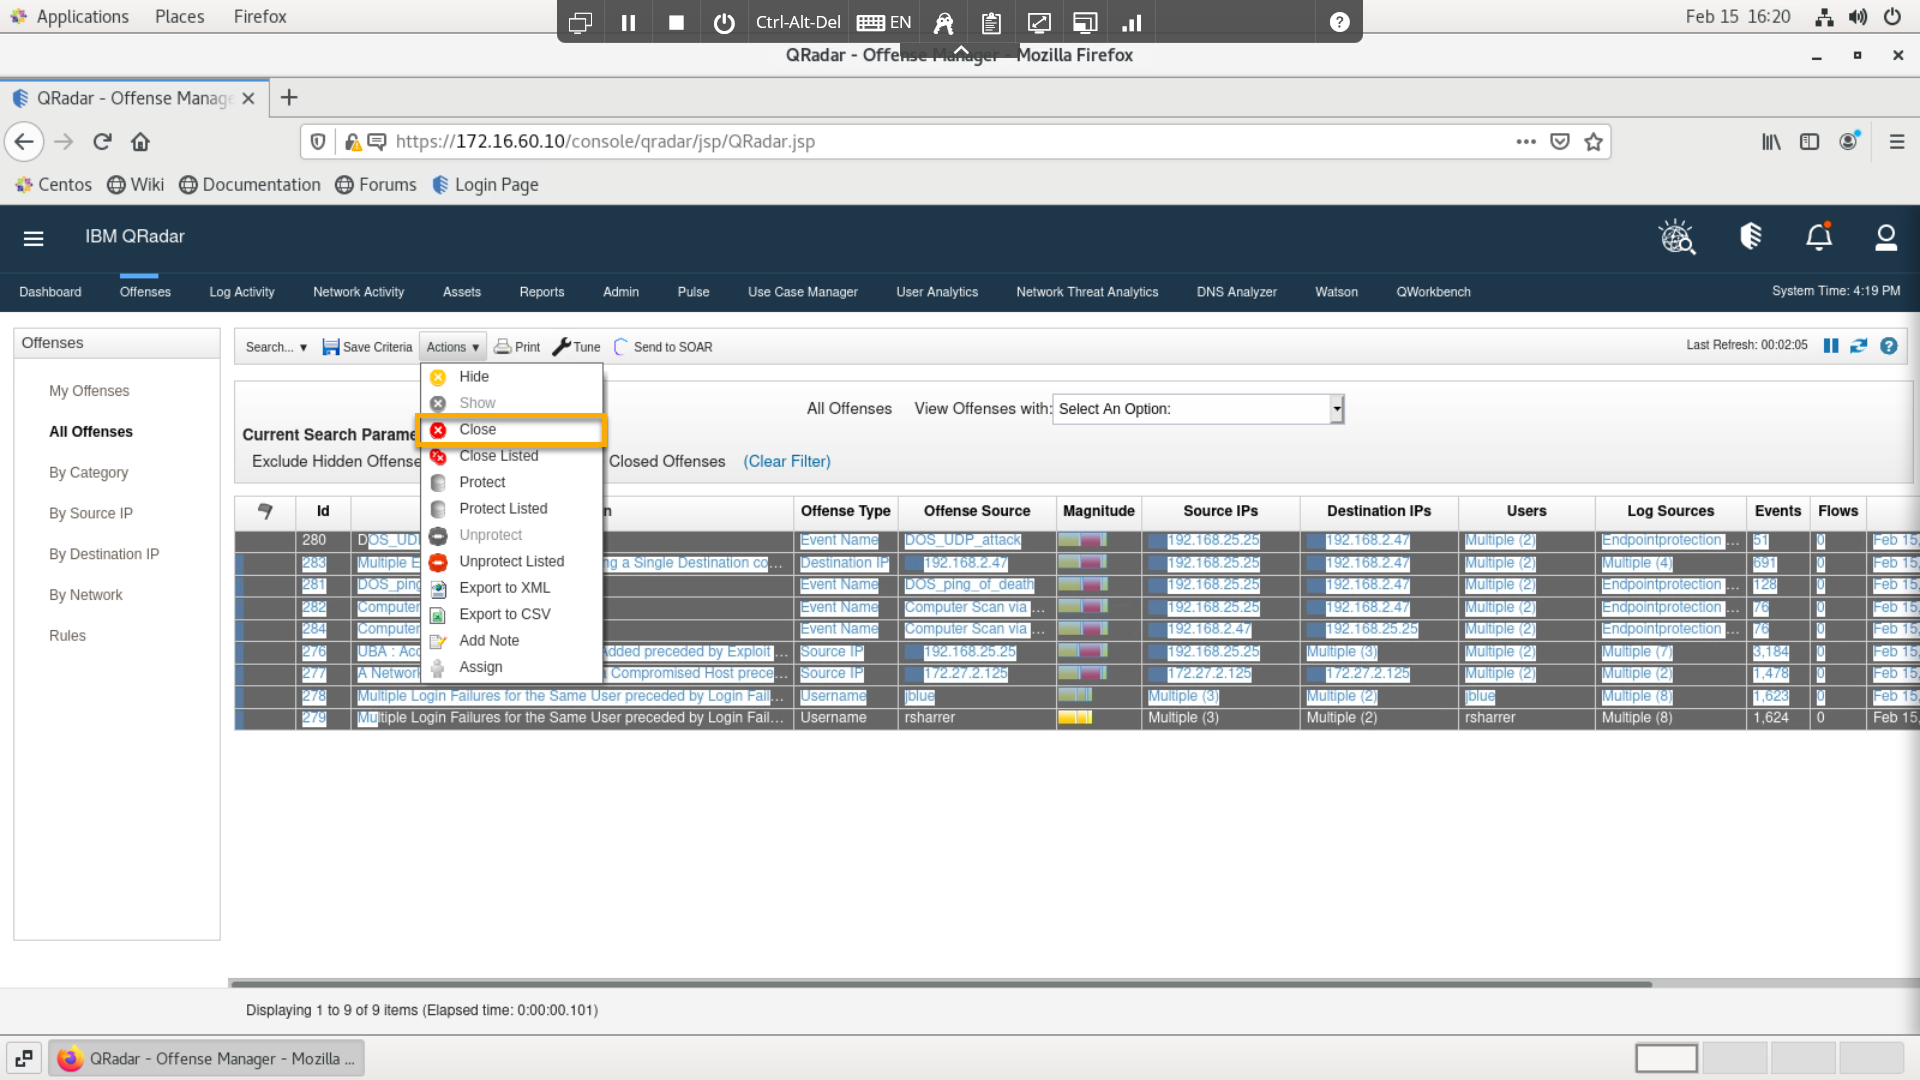 Applications Places Firefox
Ctrl-Alt-Del EN
Feb 15 16:20
QRadar - Offense Manager - Mozilla Firefox
QRadar - Offense Manage
https://172.16.60.10/console/qradar/jsp/QRadar.jsp
Centos Wiki Documentation Forums Login Page
IBM QRadar
Dashboard Offenses Log Activity Network Activity Assets Reports Admin Pulse Use Case Manager User Analytics Network Threat Analytics DNS Analyzer Watson QWorkbench System Time: 4:19 PM
Offenses
My Offenses
All Offenses
By Category
By Source IP
By Destination IP
By Network
Rules
Search... Save Criteria Actions Print Tune Send to SOAR Last Refresh: 00:02:05
Hide
Show
Close
Close Listed
Protect
Protect Listed
Unprotect
Unprotect Listed
Export to XML
Export to CSV
Add Note
Assign
All Offenses View Offenses with: Select An Option:
Current Search Parame
Exclude Hidden Offense Closed Offenses (Clear Filter)
Id n Offense Type Offense Source Magnitude Source IPs Destination IPs Users Log Sources Events Flows
280 DOS_UD Event Name DOS_UDP_attack 192.168.25.25 192.168.2.47 Multiple (2) Endpointprotection ... 51 0 Feb 15,
283 Multiple E g a Single Destination co... Destination IP 192.168.2.47 192.168.25.25 192.168.2.47 Multiple (2) Multiple (4) 691 0 Feb 15,
281 DOS_ping Event Name DOS_ping_of_death 192.168.25.25 192.168.2.47 Multiple (2) Endpointprotection ... 128 0 Feb 15,
282 Computer Event Name Computer Scan via ... 192.168.25.25 192.168.2.47 Multiple (2) Endpointprotection ... 76 0 Feb 15,
284 Computer Event Name Computer Scan via ... 192.168.2.47 192.168.25.25 Multiple (2) Endpointprotection ... 76 0 Feb 15,
276 UBA : Acc Added preceded by Exploit ... Source IP 192.168.25.25 192.168.25.25 Multiple (3) Multiple (2) Multiple (7) 3,184 0 Feb 15,
277 A Network Compromised Host prece... Source IP 172.27.2.125 172.27.2.125 172.27.2.125 Multiple (2) Multiple (2) 1,478 0 Feb 15,
278 Multiple Login Failures for the Same User preceded by Login Fail... Username jblue Multiple (3) Multiple (2) jblue Multiple (8) 1,623 0 Feb 15,
279 Multiple Login Failures for the Same User preceded by Login Fail... Username rsharrer Multiple (3) Multiple (2) rsharrer Multiple (8) 1,624 0 Feb 15,
Displaying 1 to 9 of 9 items (Elapsed time: 0:00:00.101)
QRadar - Offense Manager - Mozilla ...